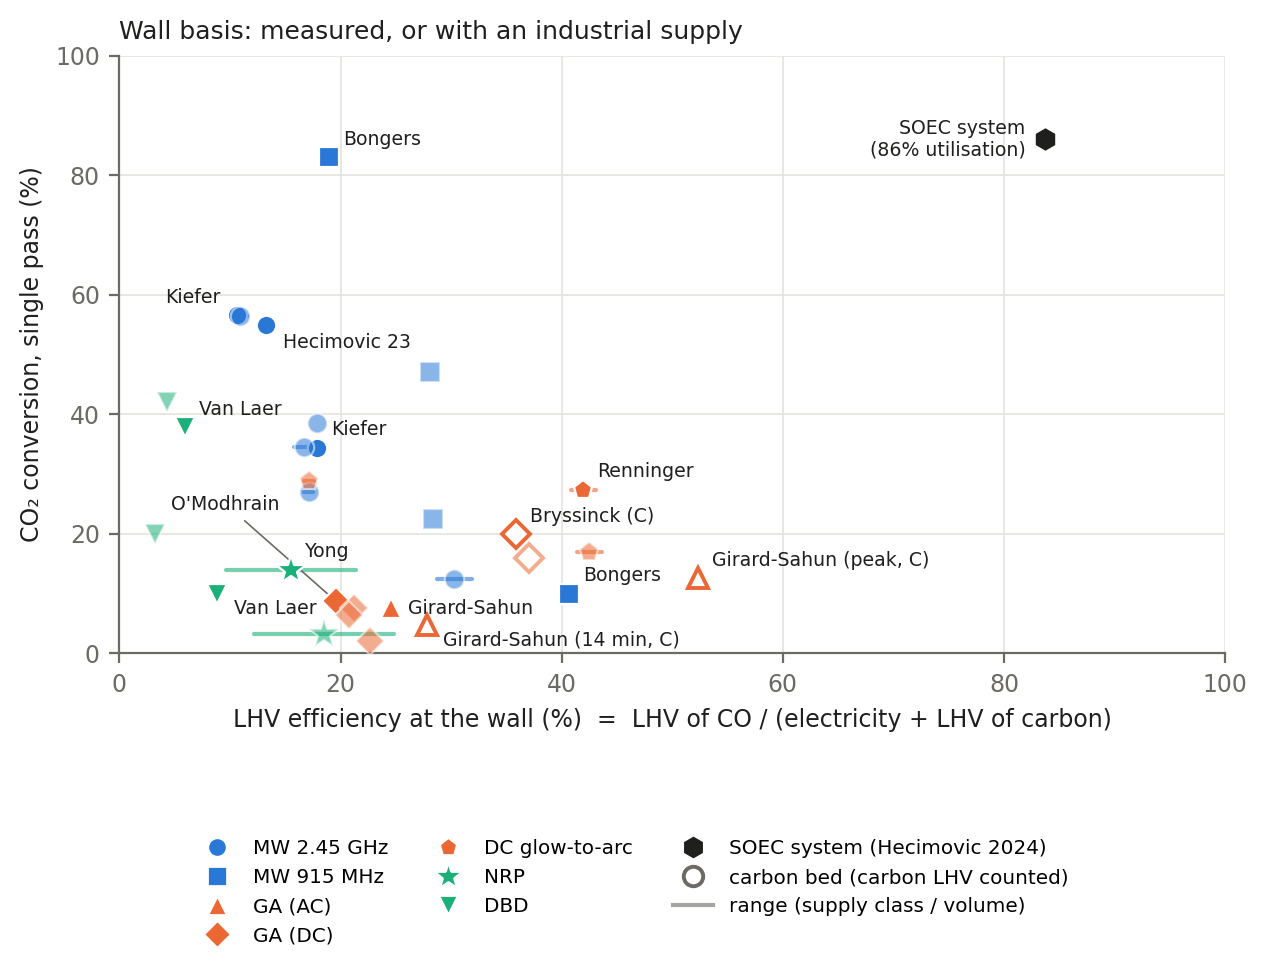 Wall basis: measured, or with an industrial supply
CO₂ conversion, single pass (%)
100
80
60
40
20
0
0
20
40
60
80
100
Bongers
SOEC system
(86% utilisation)
Kiefer
Hecimovic 23
Van Laer
Kiefer
Renninger
O'Modhrain
Bryssinck (C)
Yong
Girard-Sahun (peak, C)
Bongers
Van Laer
Girard-Sahun
Girard-Sahun (14 min, C)
LHV efficiency at the wall (%) = LHV of CO / (electricity + LHV of carbon)
MW 2.45 GHz
MW 915 MHz
GA (AC)
GA (DC)
DC glow-to-arc
NRP
DBD
SOEC system (Hecimovic 2024)
carbon bed (carbon LHV counted)
range (supply class / volume)